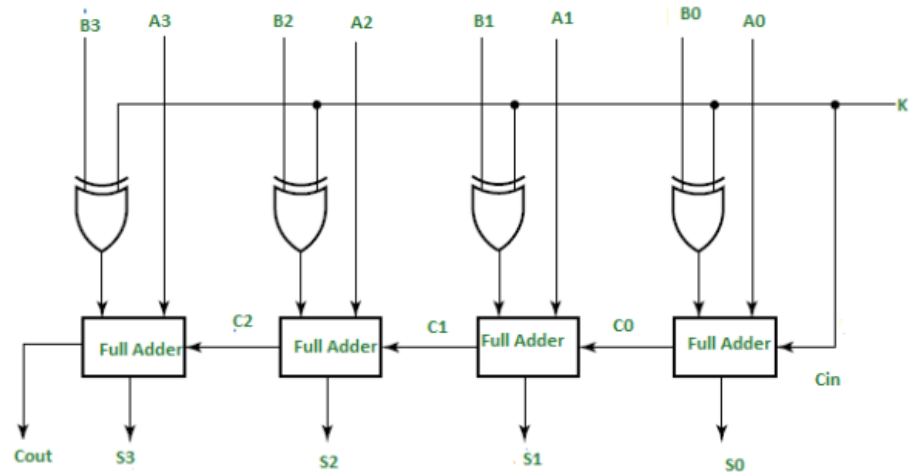 B3 A3 B2 A2 B1 A1 B0 A0
K
C2 C1 C0
Full Adder Full Adder Full Adder Full Adder
Cin
Cout S3 S2 S1 S0